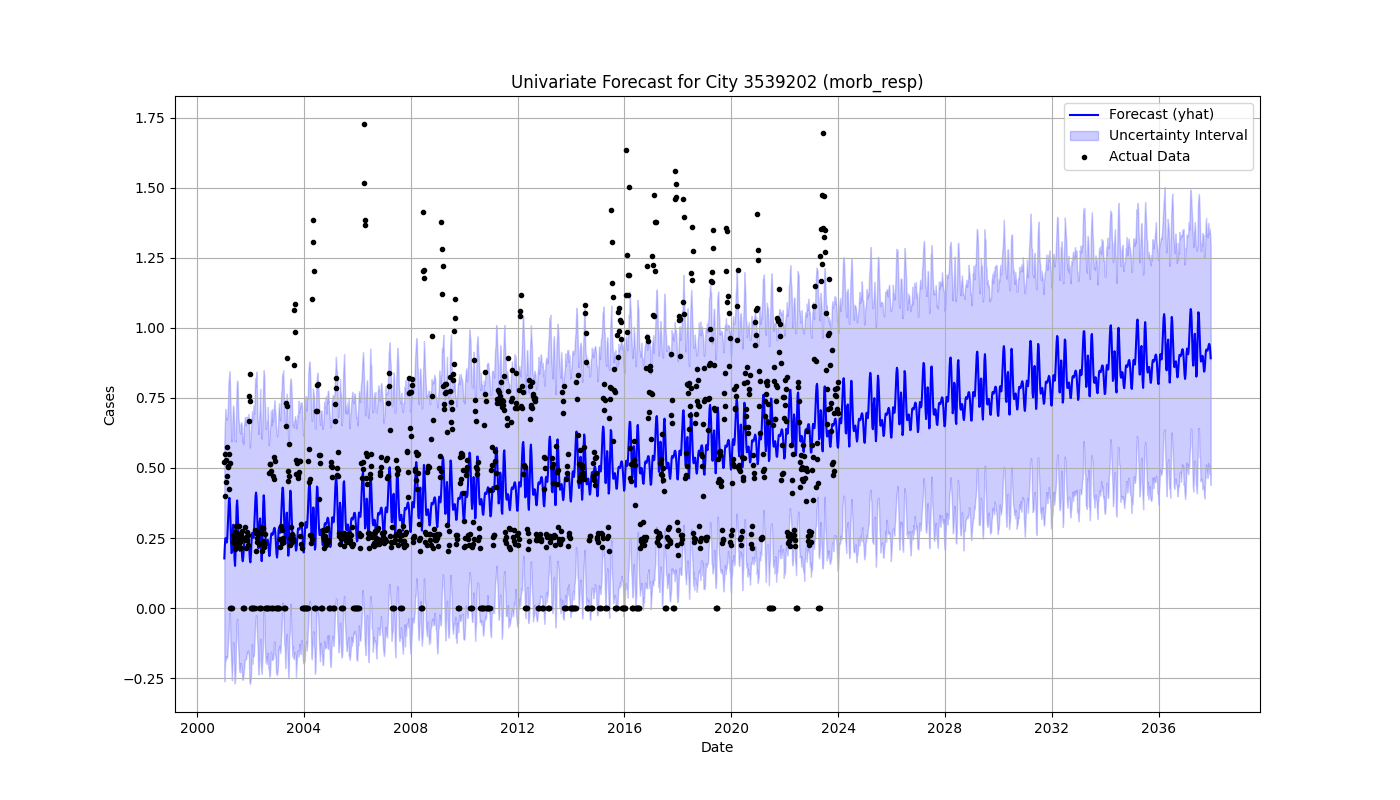 Univariate Forecast for City 3539202 (morb_resp)
Forecast (yhat)
Uncertainty Interval
Actual Data
Cases
1.75
1.50
1.25
1.00
0.75
0.50
0.25
0.00
−0.25
2000 2004 2008 2012 2016 2020 2024 2028 2032 2036
Date